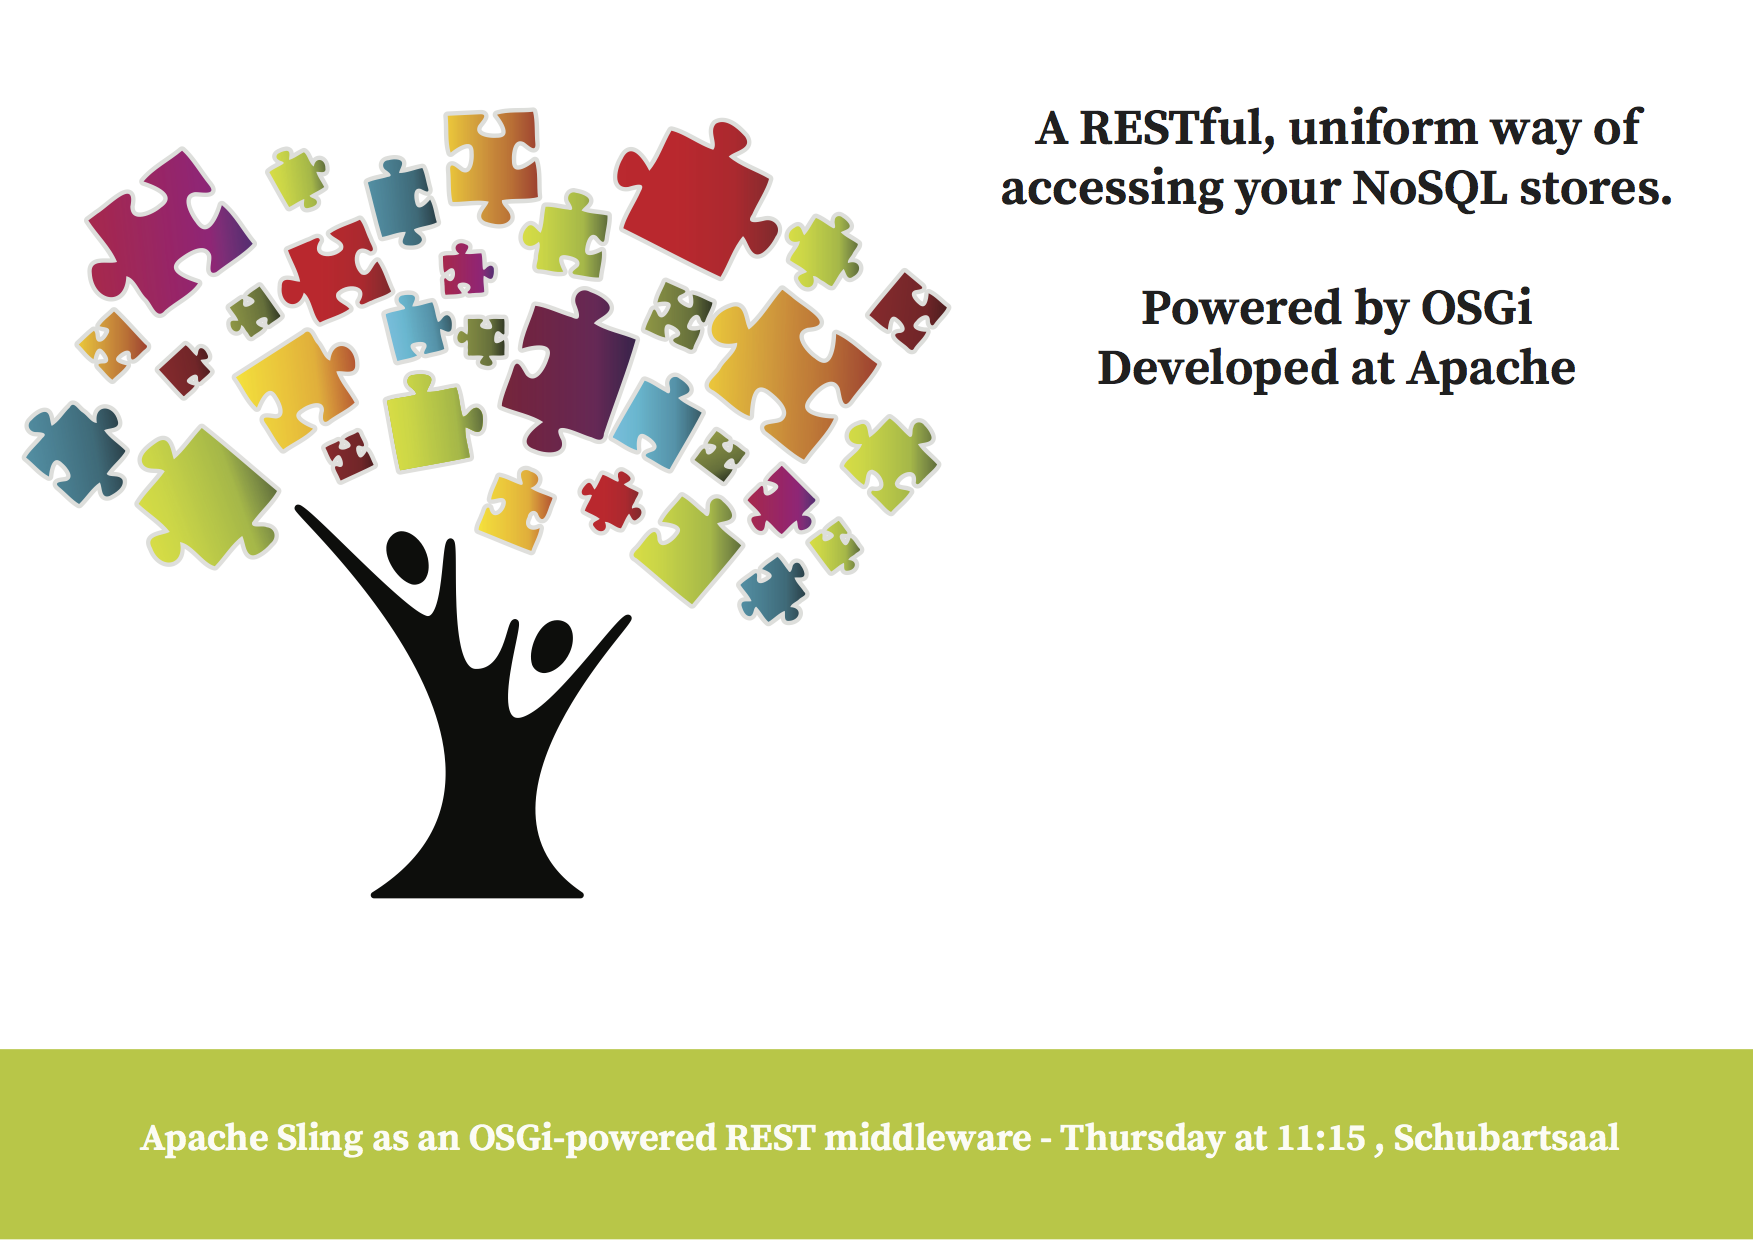 A RESTful, uniform way of
accessing your NoSQL stores.
Powered by OSGi
Developed at Apache
Apache Sling as an OSGi-powered REST middleware - Thursday at 11:15 , Schubartsaal